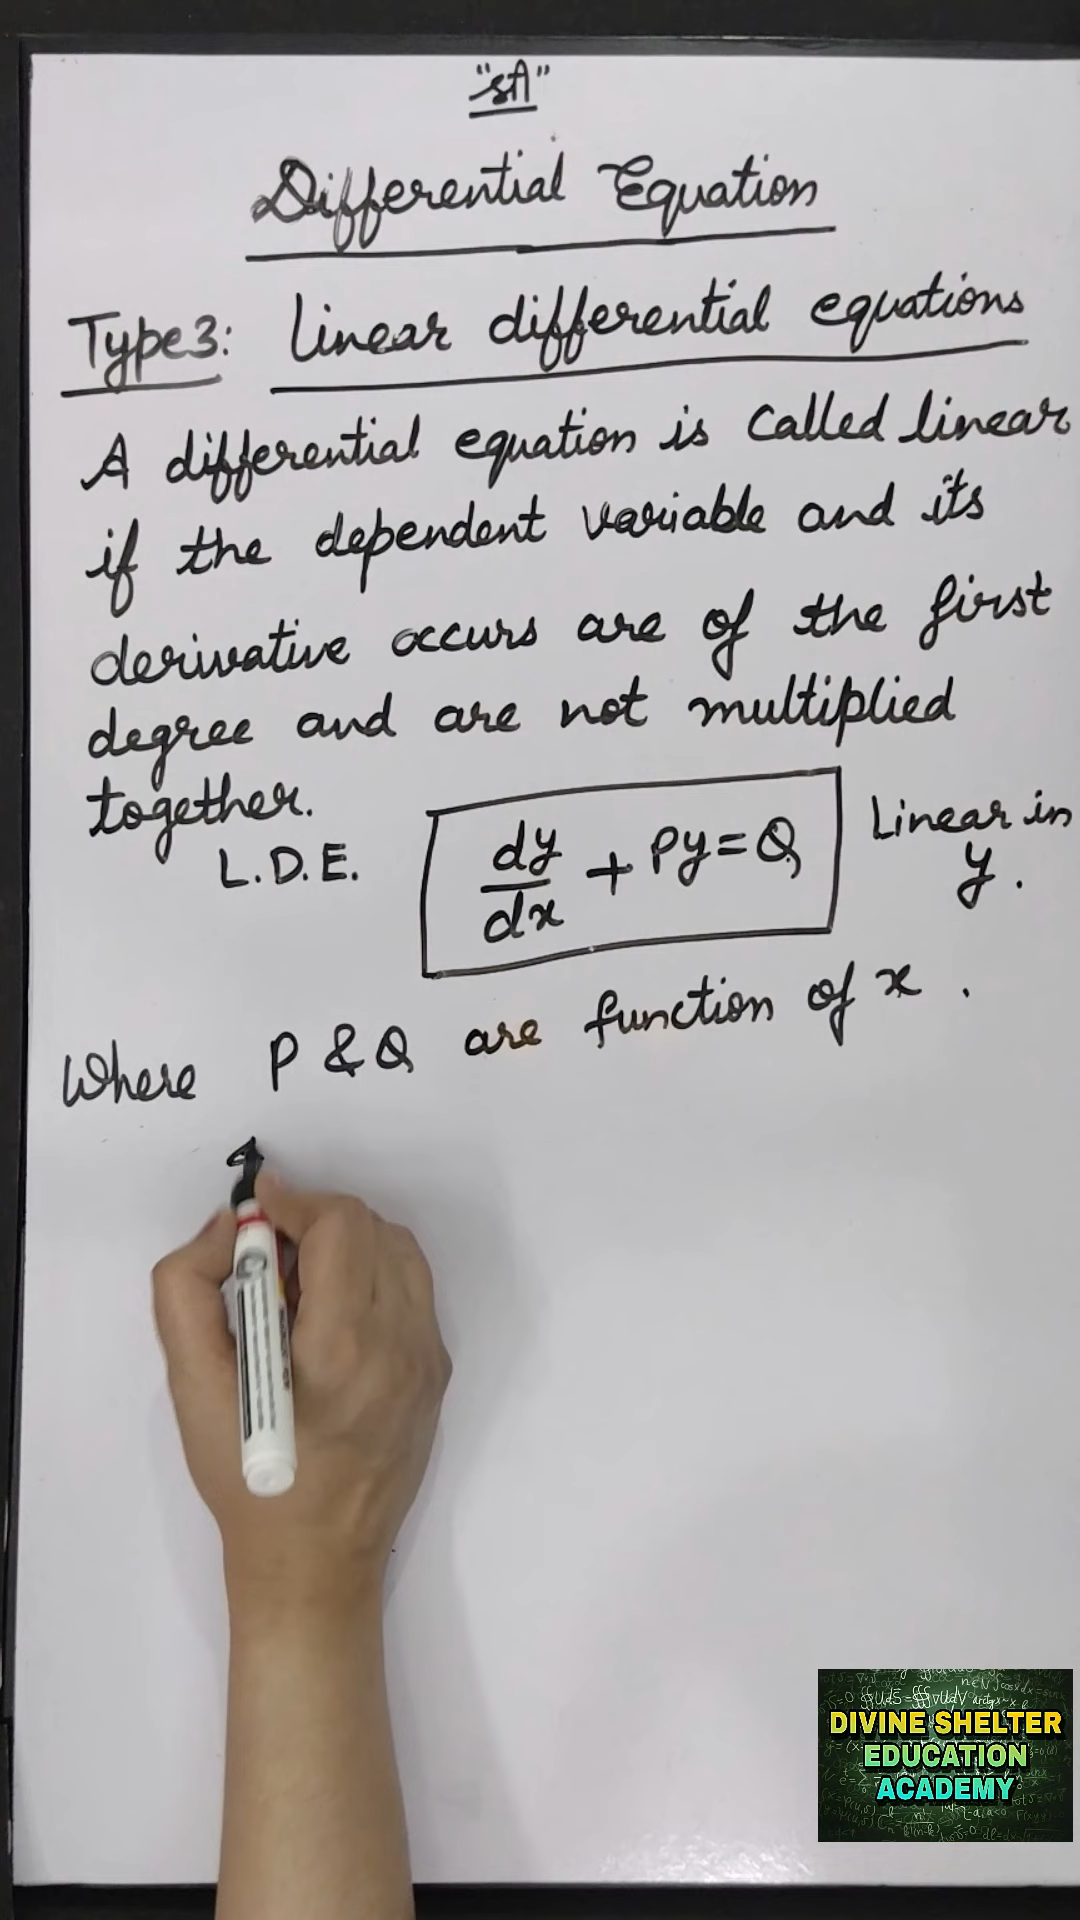 "श्री"
Differential Equation
Type3: Linear differential equations
A differential equation is called linear
if the dependent variable and its
derivative occurs are of the first
degree and are not multiplied
together.
L.D.E. dy/dx + Py = Q Linear in y.
Where P & Q are function of x.
DIVINE SHELTER
EDUCATION
ACADEMY